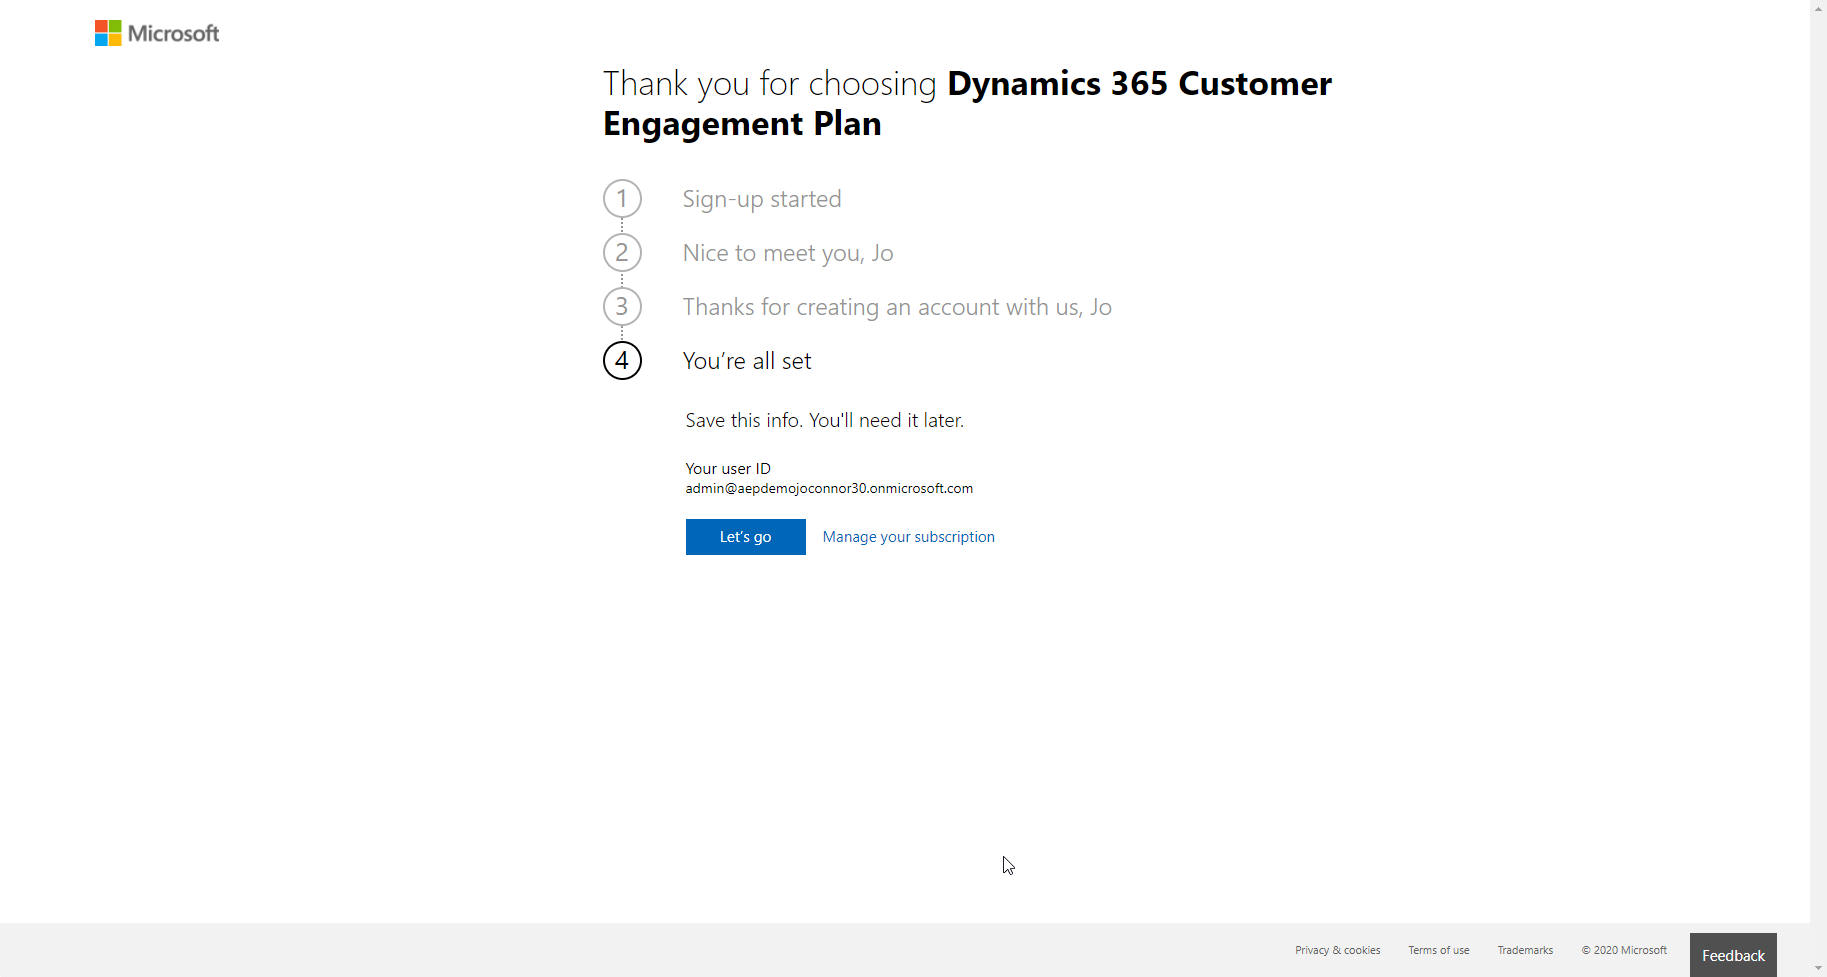 Microsoft
Thank you for choosing Dynamics 365 Customer
Engagement Plan
1 Sign-up started
2 Nice to meet you, Jo
3 Thanks for creating an account with us, Jo
4 You’re all set
Save this info. You'll need it later.
Your user ID
admin@aepdemojoconnor30.onmicrosoft.com
Let’s go Manage your subscription
Privacy & cookies Terms of use Trademarks © 2020 Microsoft Feedback